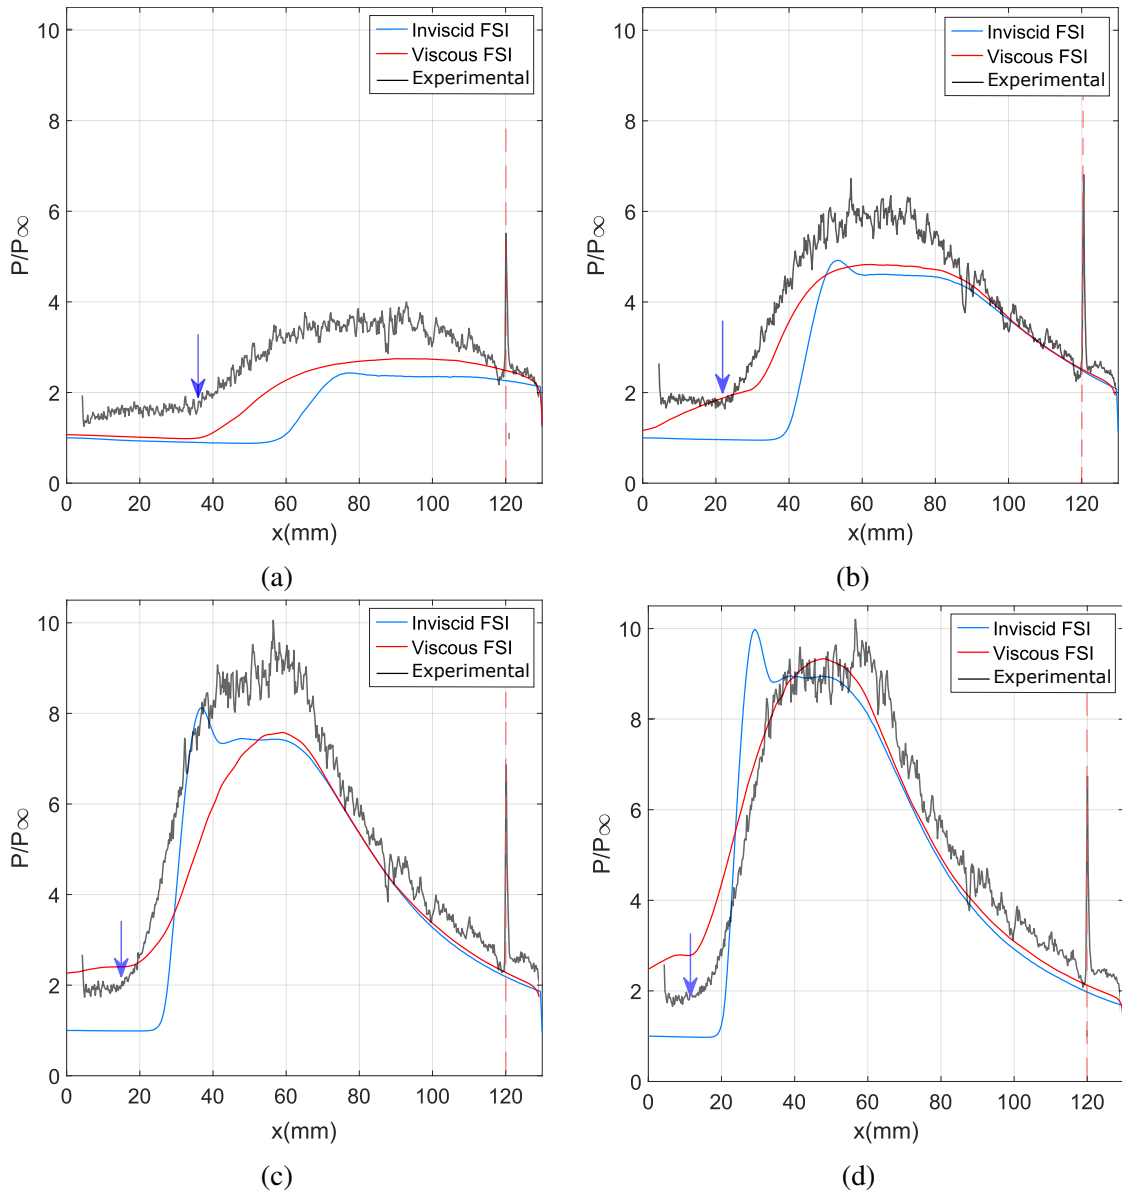 10
8
6
4
2
0
P/P∞
0 20 40 60 80 100 120
x(mm)
Inviscid FSI
Viscous FSI
Experimental
(a)
10
8
6
4
2
0
P/P∞
0 20 40 60 80 100 120
x(mm)
Inviscid FSI
Viscous FSI
Experimental
(b)
10
8
6
4
2
0
P/P∞
0 20 40 60 80 100 120
x(mm)
Inviscid FSI
Viscous FSI
Experimental
(c)
10
8
6
4
2
0
P/P∞
0 20 40 60 80 100 120
x(mm)
Inviscid FSI
Viscous FSI
Experimental
(d)